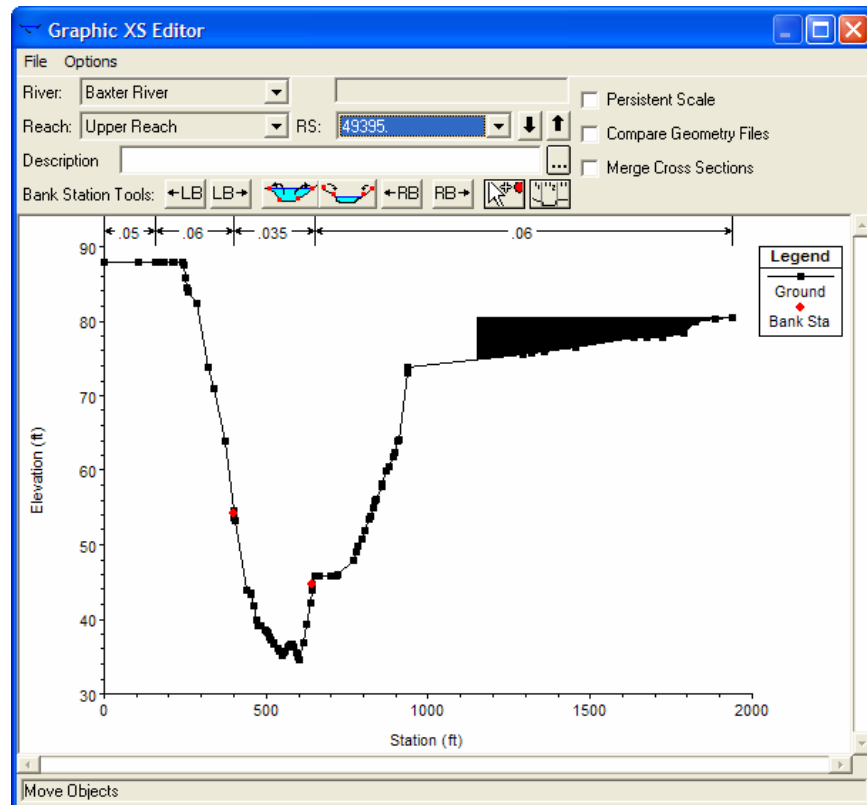 Graphic XS Editor
File Options
River: Baxter River
Reach: Upper Reach RS: 49395.
Description ...
Persistent Scale
Compare Geometry Files
Merge Cross Sections
Bank Station Tools: ←LB LB→ ←RB RB→
.05 .06 .035 .06
Legend
Ground
Bank Sta
90
80
70
60
50
40
30
Elevation (ft)
0 500 1000 1500 2000
Station (ft)
Move Objects